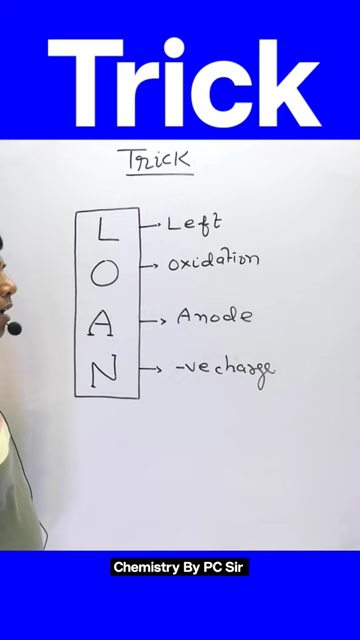 Trick
Trick
L → Left
O → Oxidation
A → Anode
N → -ve charge
Chemistry By PC Sir